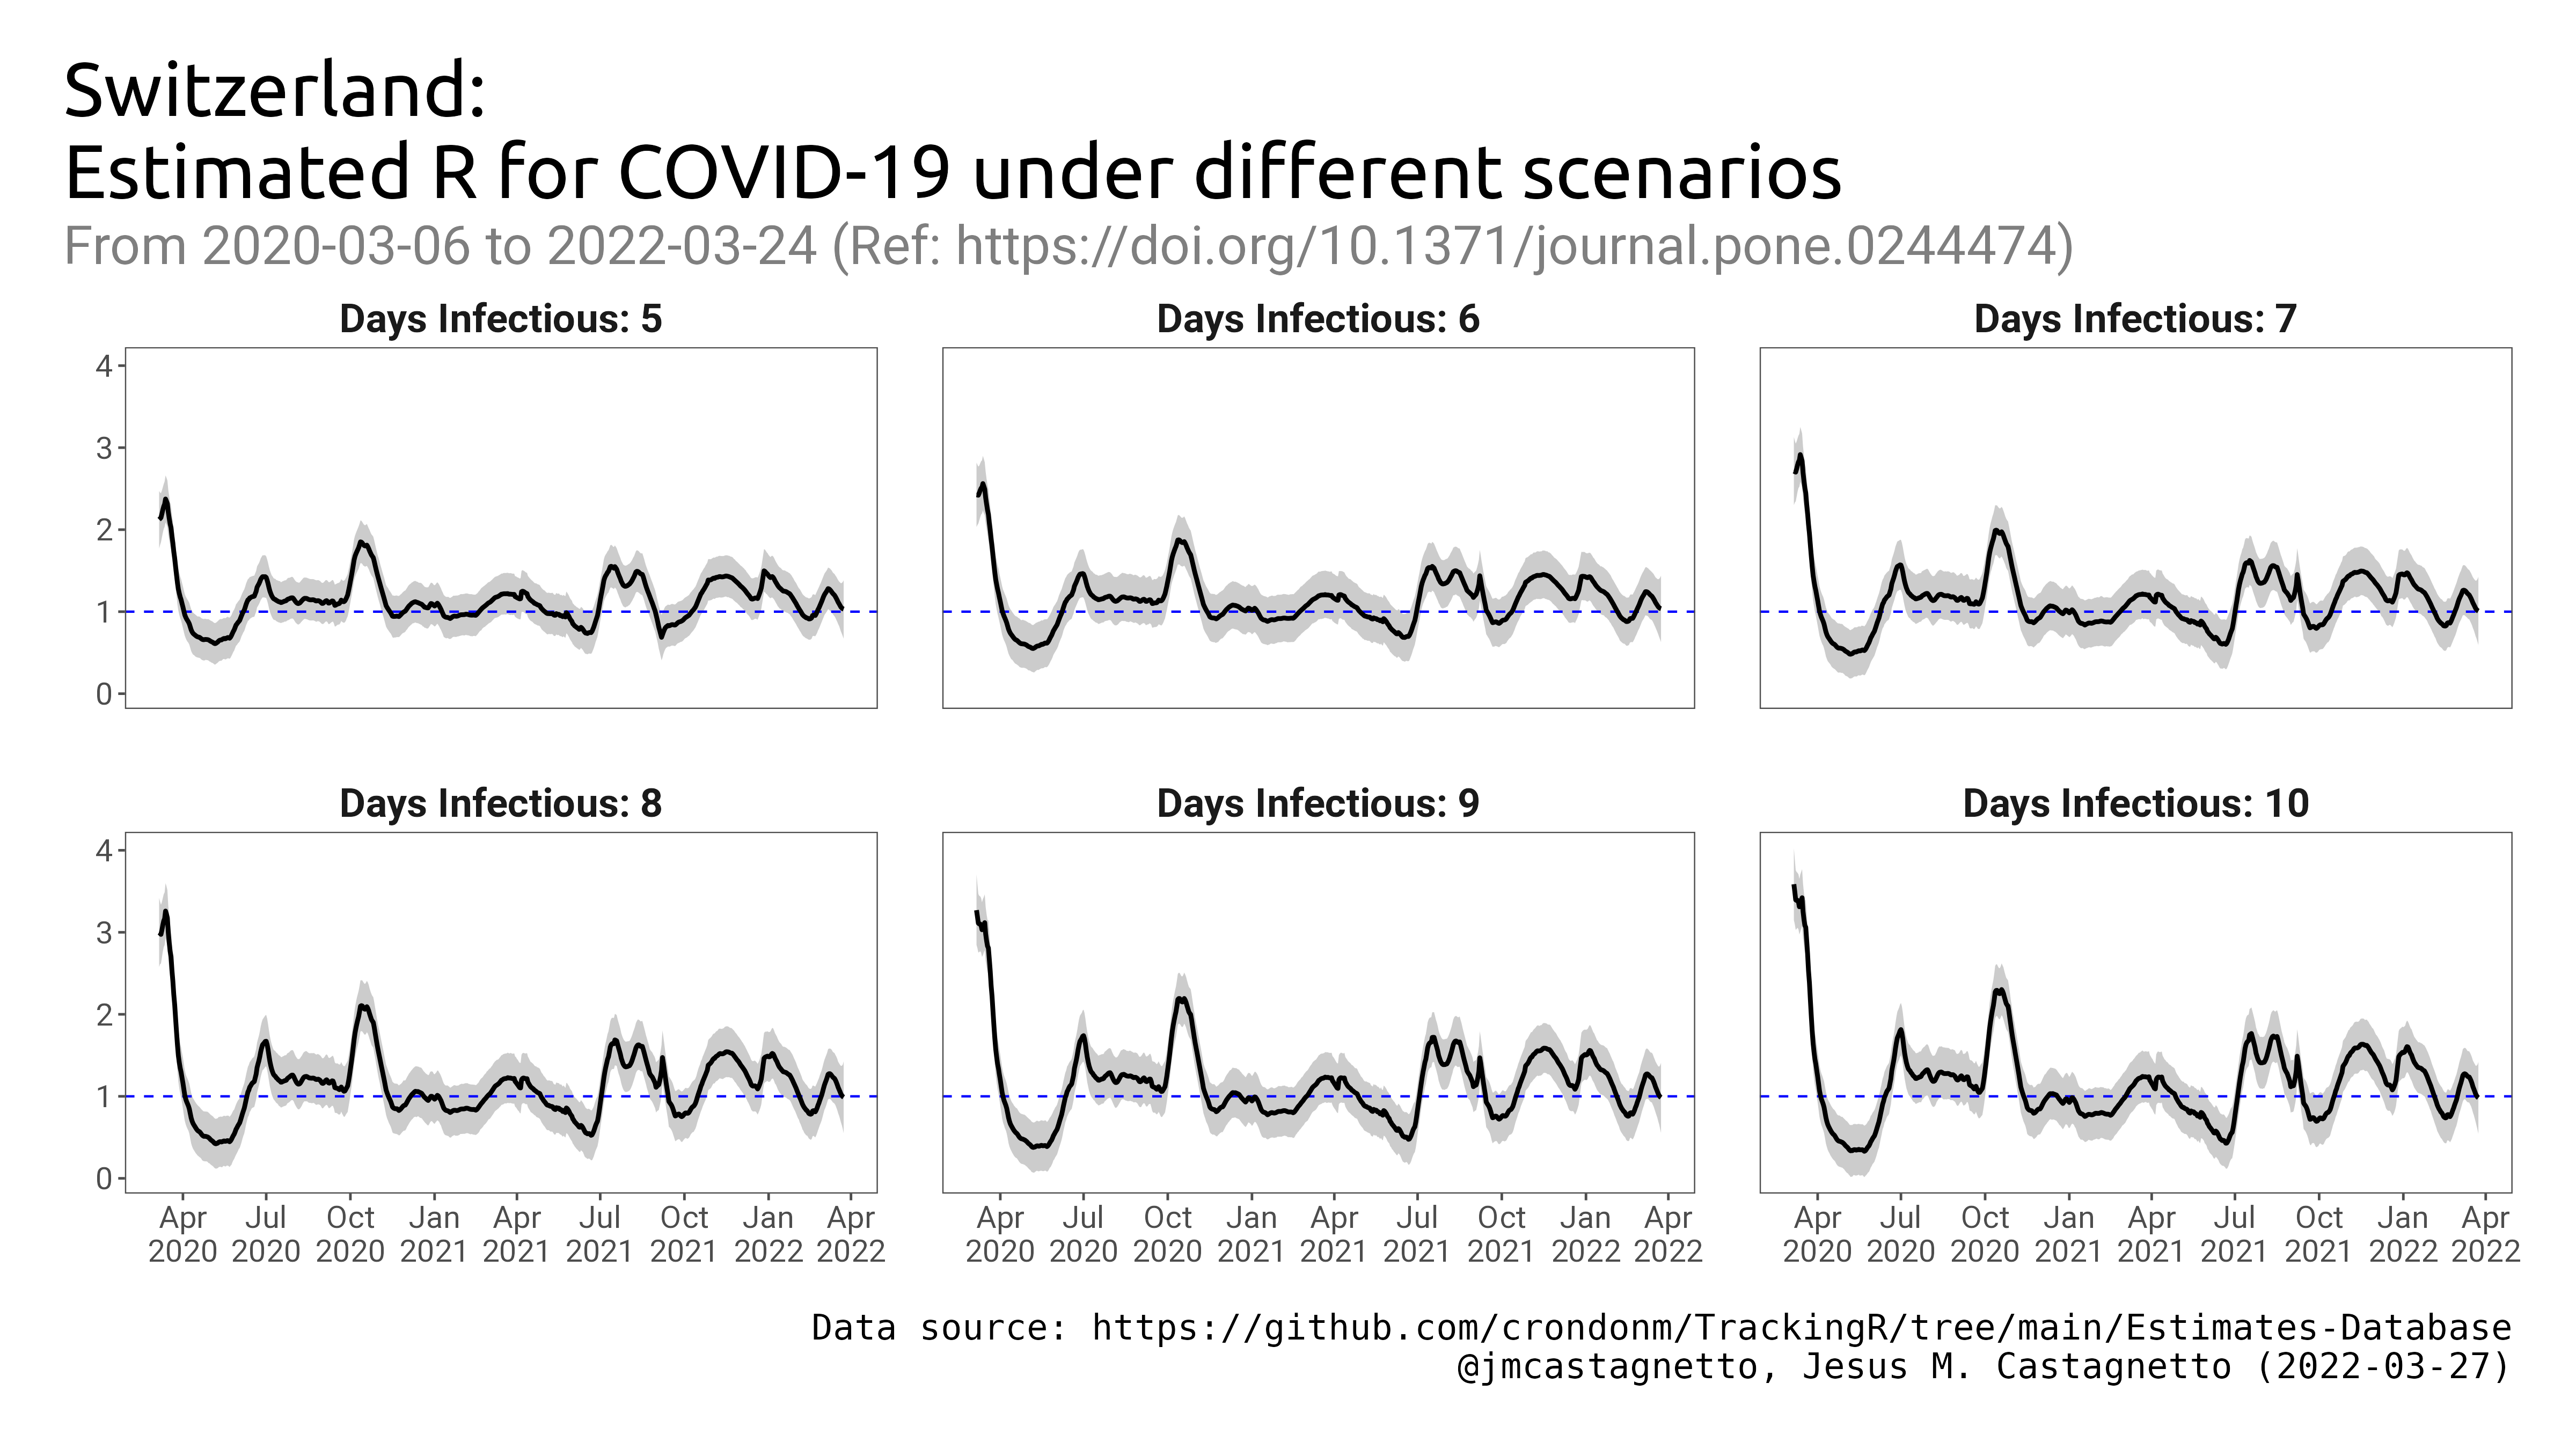 Switzerland:
Estimated R for COVID-19 under different scenarios
From 2020-03-06 to 2022-03-24 (Ref: https://doi.org/10.1371/journal.pone.0244474)
Days Infectious: 5
Days Infectious: 6
Days Infectious: 7
4
3
2
1
0
Days Infectious: 8
Days Infectious: 9
Days Infectious: 10
4
3
2
1
0
Apr Jul Oct Jan Apr Jul Oct Jan Apr
2020 2020 2020 2021 2021 2021 2021 2022 2022
Apr Jul Oct Jan Apr Jul Oct Jan Apr
2020 2020 2020 2021 2021 2021 2021 2022 2022
Apr Jul Oct Jan Apr Jul Oct Jan Apr
2020 2020 2020 2021 2021 2021 2021 2022 2022
Data source: https://github.com/crondonm/TrackingR/tree/main/Estimates-Database
@jmcastagnetto, Jesus M. Castagnetto (2022-03-27)